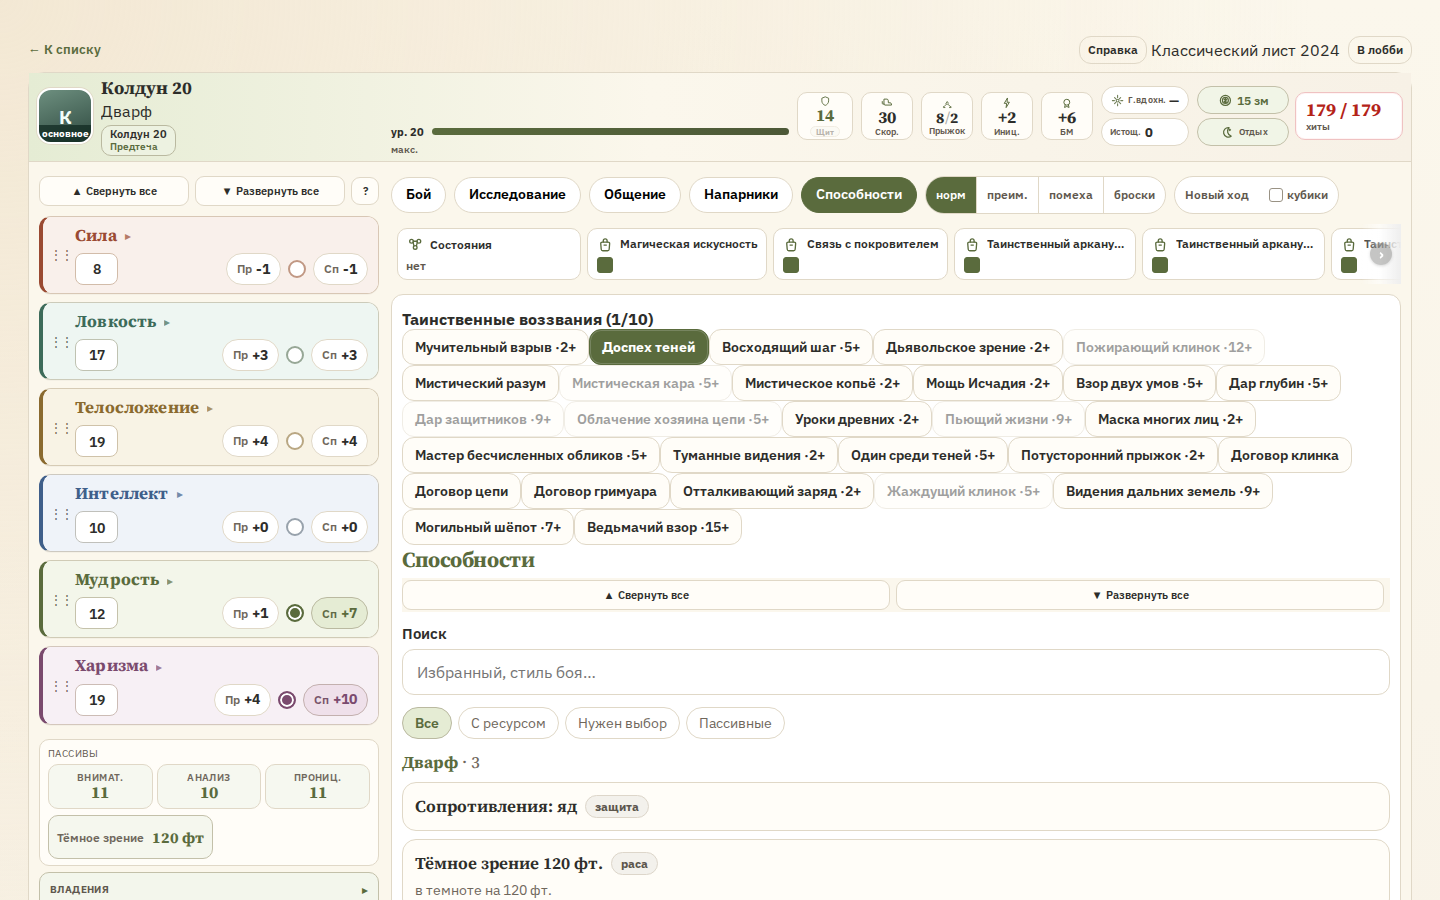 ← К списку
Справка Классический лист 2024 В лобби
К
основное
Колдун 20
Дварф
Колдун 20
Предтеча
ур. 20
макс.
14
Щит
30
Скор.
8/2
Прыжок
+2
Иниц.
+6
БМ
Г.вдохн. —
Истощ. 0
15 зм
Отдых
179 / 179
хиты
▲ Свернуть все ▼ Развернуть все ?
Сила ▸
8 Пр -1 Сп -1
Ловкость ▸
17 Пр +3 Сп +3
Телосложение ▸
19 Пр +4 Сп +4
Интеллект ▸
10 Пр +0 Сп +0
Мудрость ▸
12 Пр +1 Сп +7
Харизма ▸
19 Пр +4 Сп +10
ПАССИВЫ
ВНИМАТ. АНАЛИЗ ПРОНИЦ.
11 10 11
Тёмное зрение 120 фт
ВЛАДЕНИЯ ▸
Бой Исследование Общение Напарники Способности норм преим. помеха броски Новый ход кубики
Состояния
нет
Магическая искусность
Связь с покровителем
Таинственный аркану...
Таинственный аркану...
Таинс
Таинственные воззвания (1/10)
Мучительный взрыв ·2+ Доспех теней Восходящий шаг ·5+ Дьявольское зрение ·2+ Пожирающий клинок ·12+
Мистический разум Мистическая кара ·5+ Мистическое копьё ·2+ Мощь Исчадия ·2+ Взор двух умов ·5+ Дар глубин ·5+
Дар защитников ·9+ Облачение хозяина цепи ·5+ Уроки древних ·2+ Пьющий жизни ·9+ Маска многих лиц ·2+
Мастер бесчисленных обликов ·5+ Туманные видения ·2+ Один среди теней ·5+ Потусторонний прыжок ·2+ Договор клинка
Договор цепи Договор гримуара Отталкивающий заряд ·2+ Жаждущий клинок ·5+ Видения дальних земель ·9+
Могильный шёпот ·7+ Ведьмачий взор ·15+
Способности
▲ Свернуть все ▼ Развернуть все
Поиск
Избранный, стиль боя...
Все С ресурсом Нужен выбор Пассивные
Дварф · 3
Сопротивления: яд защита
Тёмное зрение 120 фт. раса
в темноте на 120 фт.